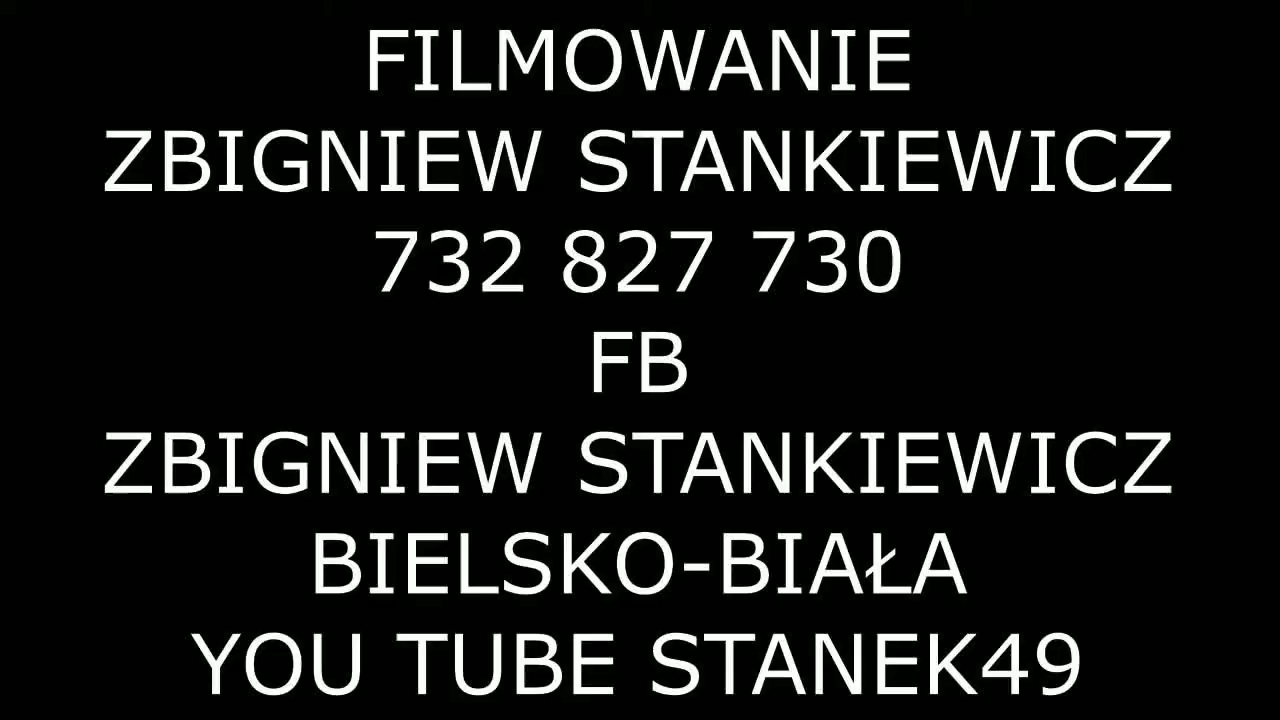 FILMOWANIE
ZBIGNIEW STANKIEWICZ
732 827 730
FB
ZBIGNIEW STANKIEWICZ
BIELSKO-BIAŁA
YOU TUBE STANEK49